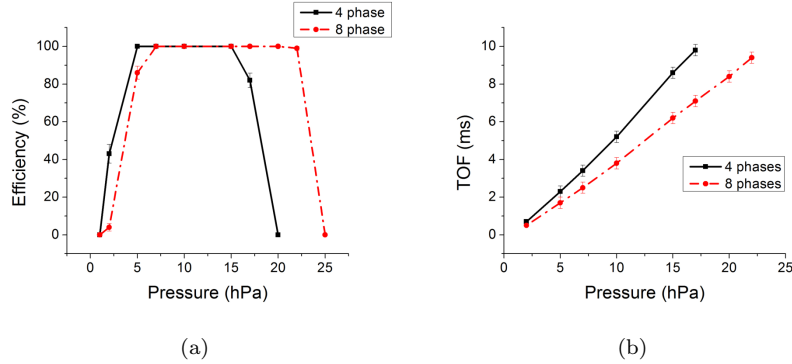 4 phase
8 phase
100
80
60
40
20
0
Efficiency (%)
0 5 10 15 20 25
Pressure (hPa)
(a)
10
8
6
4
2
0
TOF (ms)
4 phases
8 phases
0 5 10 15 20
Pressure (hPa)
(b)